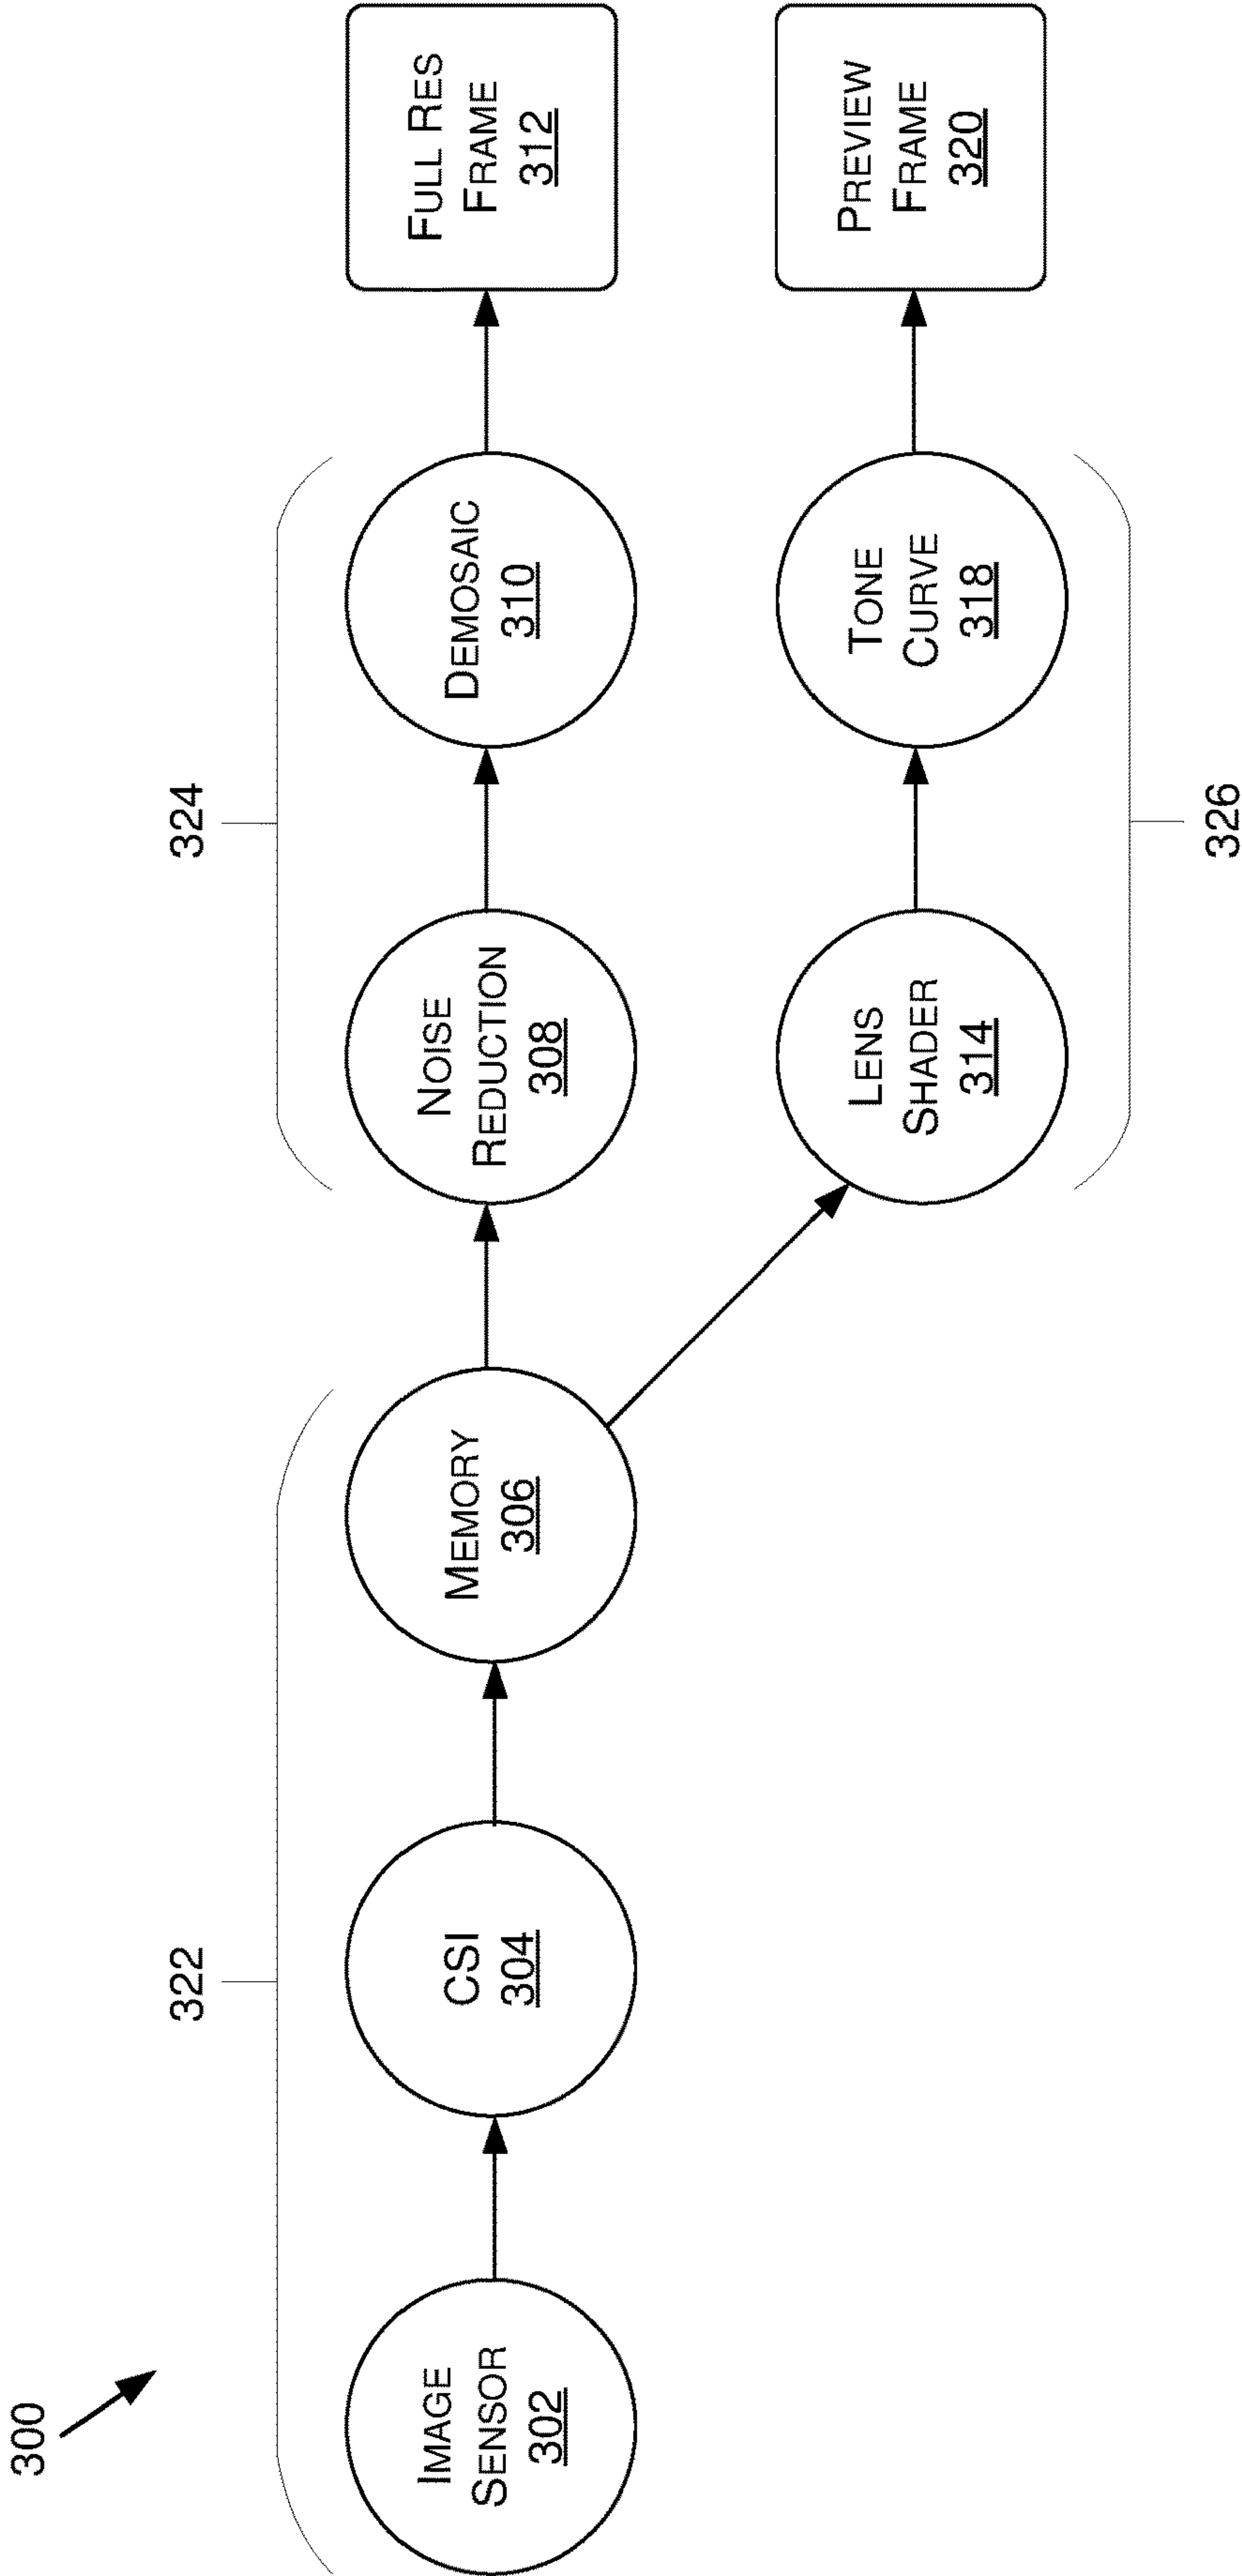 300
322
324
IMAGE
SENSOR
302
CSI
304
MEMORY
306
NOISE
REDUCTION
308
DEMOSAIC
310
FULL RES
FRAME
312
LENS
SHADER
314
TONE
CURVE
318
PREVIEW
FRAME
320
326